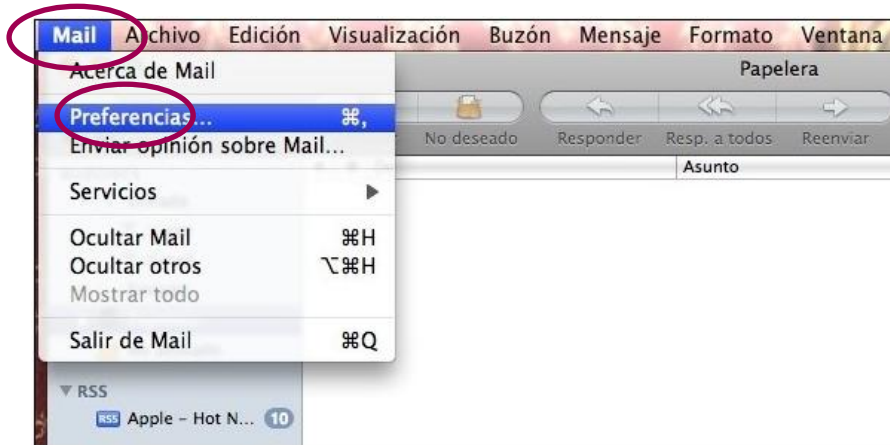 Mail Archivo Edición Visualización Buzón Mensaje Formato Ventana
Acerca de Mail
Preferencias... ⌘,
Enviar opinión sobre Mail...
Servicios ▶
Ocultar Mail ⌘H
Ocultar otros ⌥⌘H
Mostrar todo
Salir de Mail ⌘Q
Papelera
No deseado Responder Resp. a todos Reenviar
Asunto
▼ RSS
RSS Apple – Hot N... 10